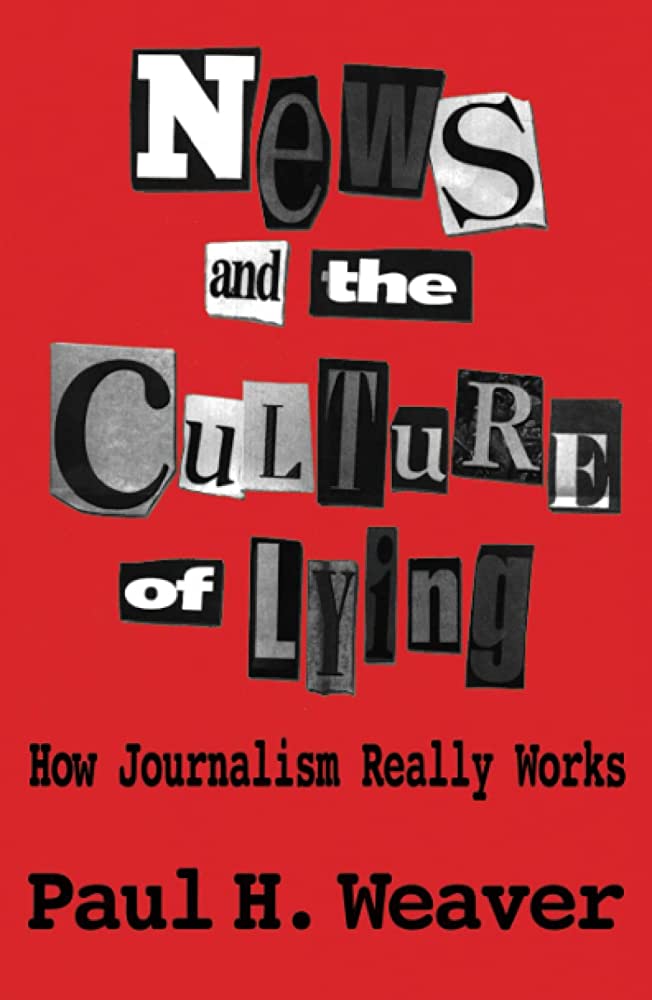 News
and the
CuLTuRE
of Lying
How Journalism Really Works
Paul H. Weaver